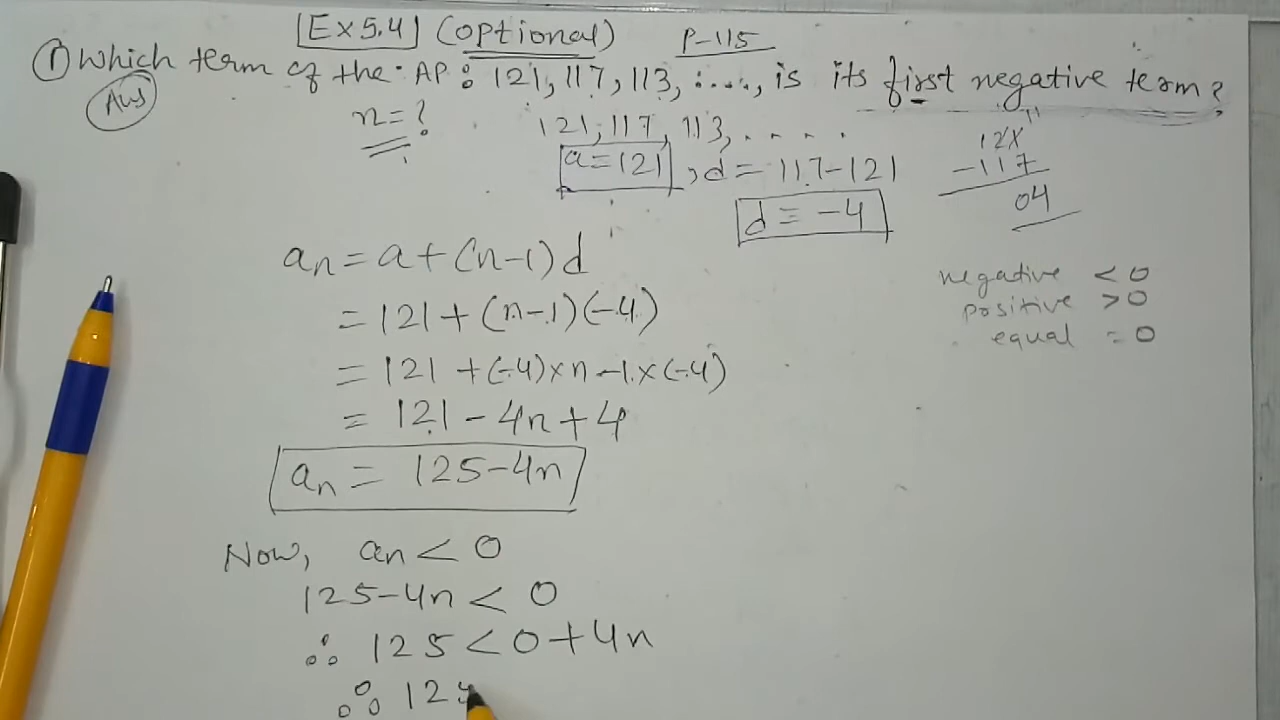 [Ex 5.4] (optional) P-115
① Which term of the AP: 121, 117, 113, ....., is its first negative term?
Ans
n = ?
121, 117, 113, ....
a = 121, d = 117-121
d = -4
121
-117
04
an = a + (n-1)d
= 121 + (n-1)(-4)
= 121 + (-4)×n -1×(-4)
= 121 - 4n + 4
an = 125-4n
negative < 0
positive > 0
equal = 0
Now, an < 0
125-4n < 0
∴ 125 < 0+4n
∴ 12